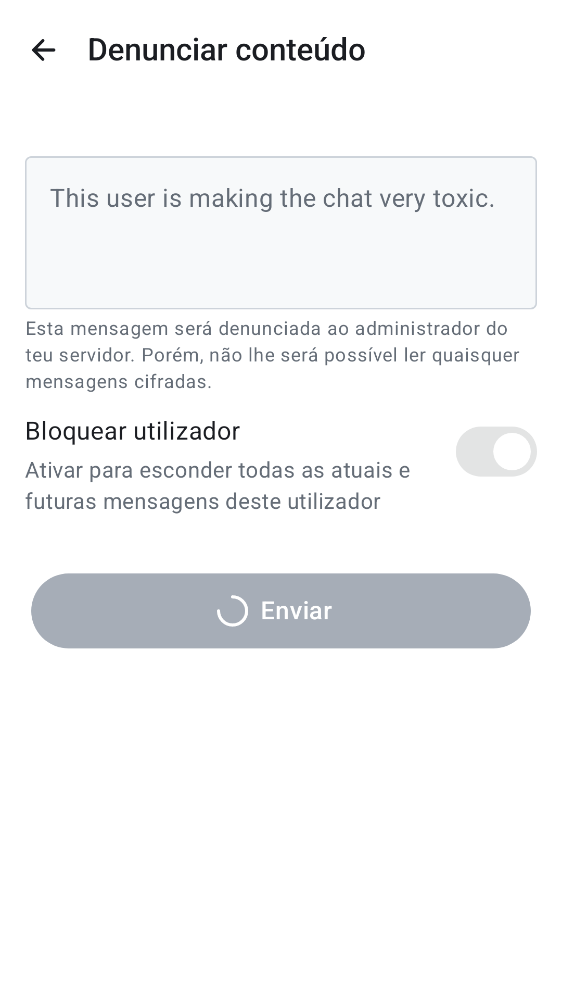 Denunciar conteúdo
This user is making the chat very toxic.
Esta mensagem será denunciada ao administrador do
teu servidor. Porém, não lhe será possível ler quaisquer
mensagens cifradas.
Bloquear utilizador
Ativar para esconder todas as atuais e
futuras mensagens deste utilizador
Enviar